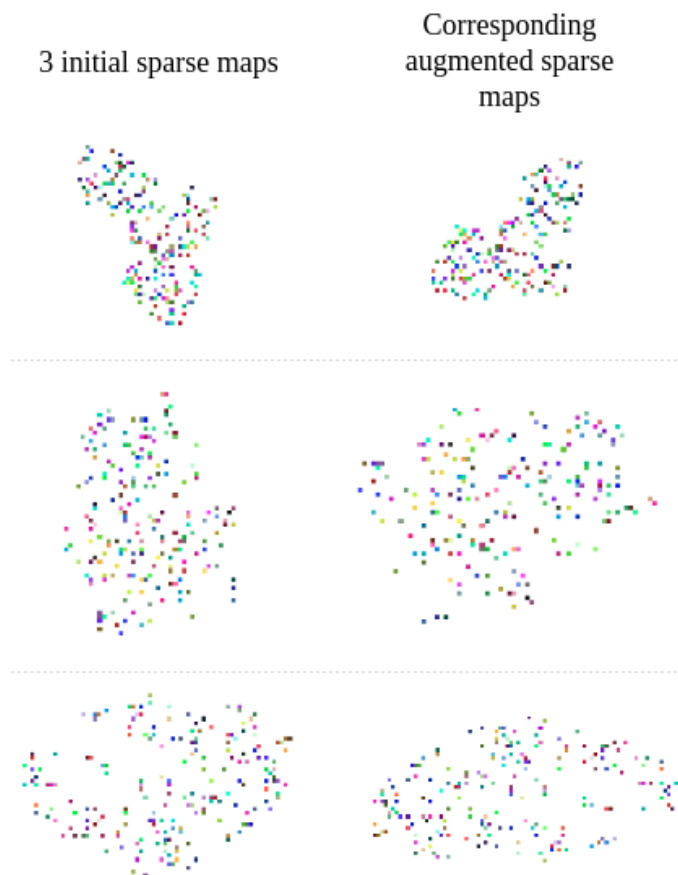 3 initial sparse maps
Corresponding
augmented sparse
maps